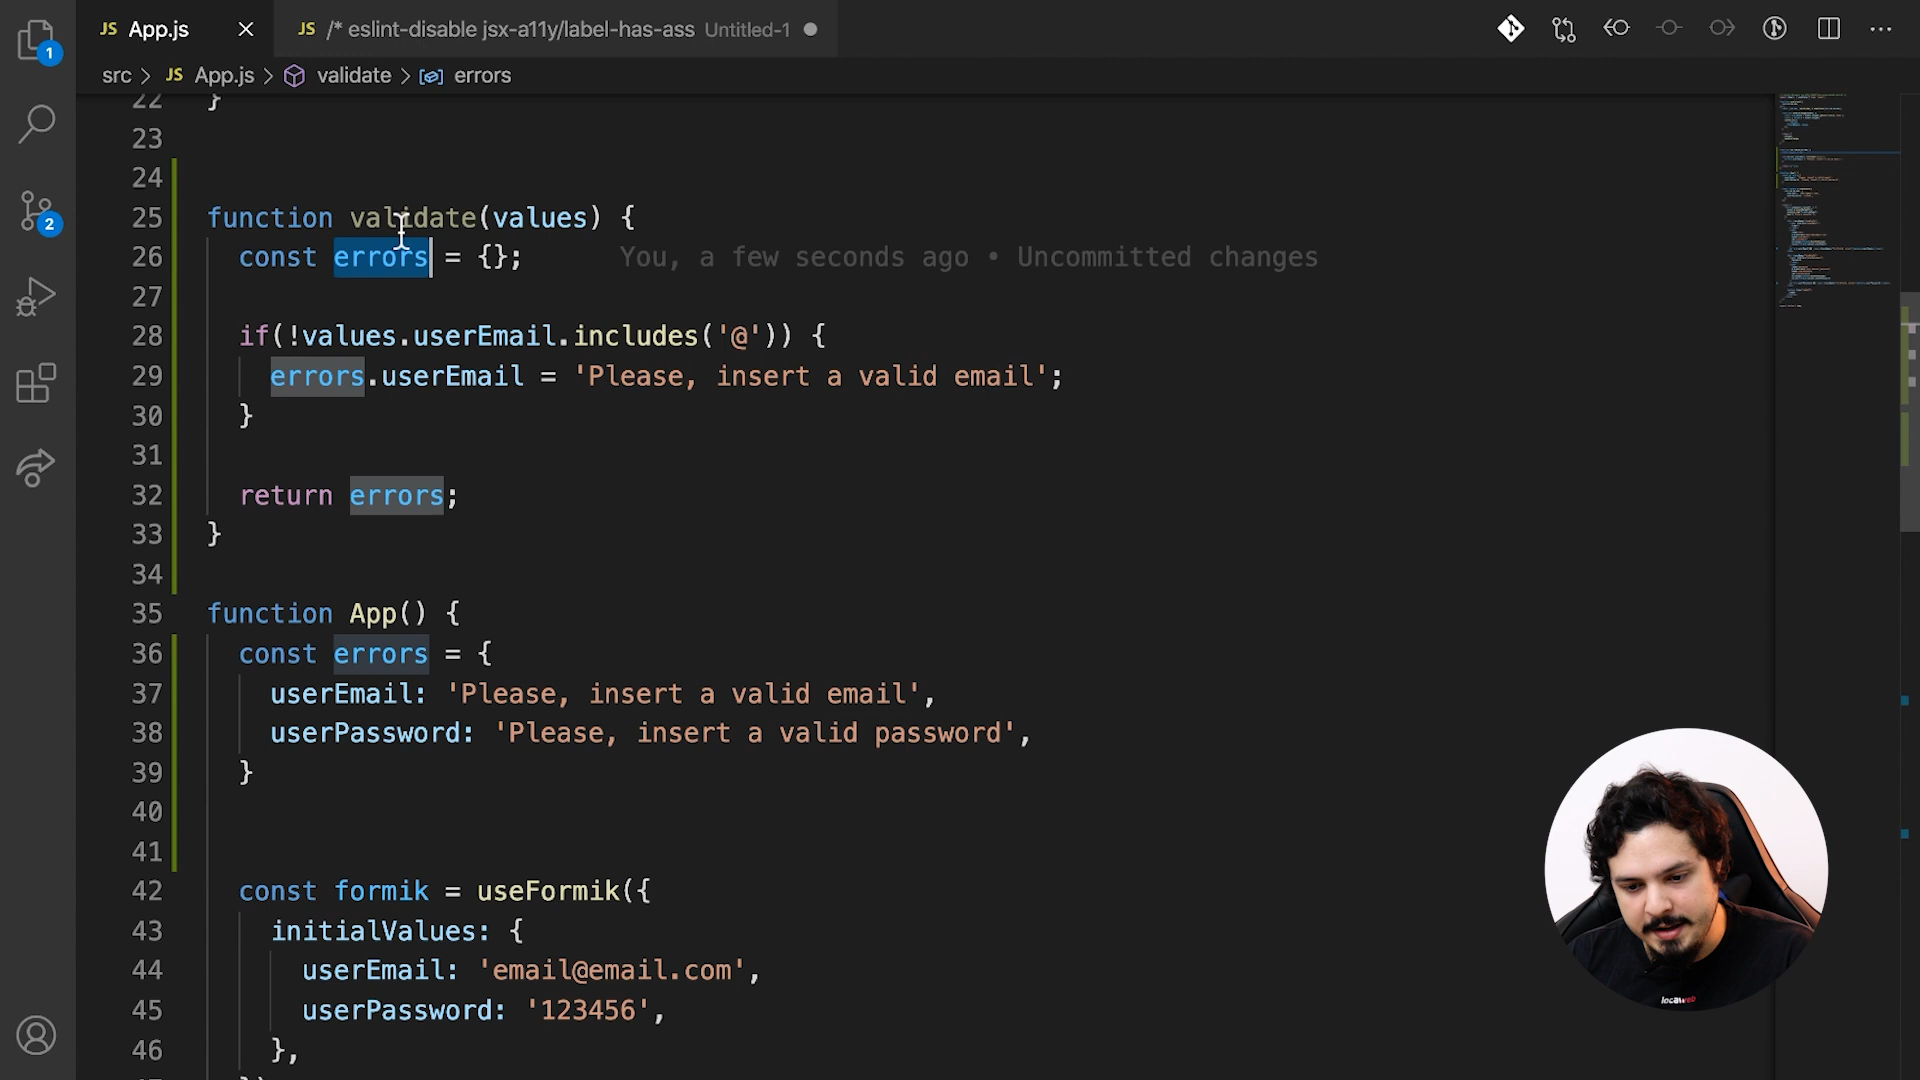 JS App.js
JS /* eslint-disable jsx-a11y/label-has-ass Untitled-1
1
src > JS App.js > validate > errors
22 }
23
24
2
25 function validate(values) {
26 const errors = {}; You, a few seconds ago • Uncommitted changes
27
28 if(!values.userEmail.includes('@')) {
29 errors.userEmail = 'Please, insert a valid email';
30 }
31
32 return errors;
33 }
34
35 function App() {
36 const errors = {
37 userEmail: 'Please, insert a valid email',
38 userPassword: 'Please, insert a valid password',
39 }
40
41
42 const formik = useFormik({
43 initialValues: {
44 userEmail: 'email@email.com',
45 userPassword: '123456',
46 },
locaweb